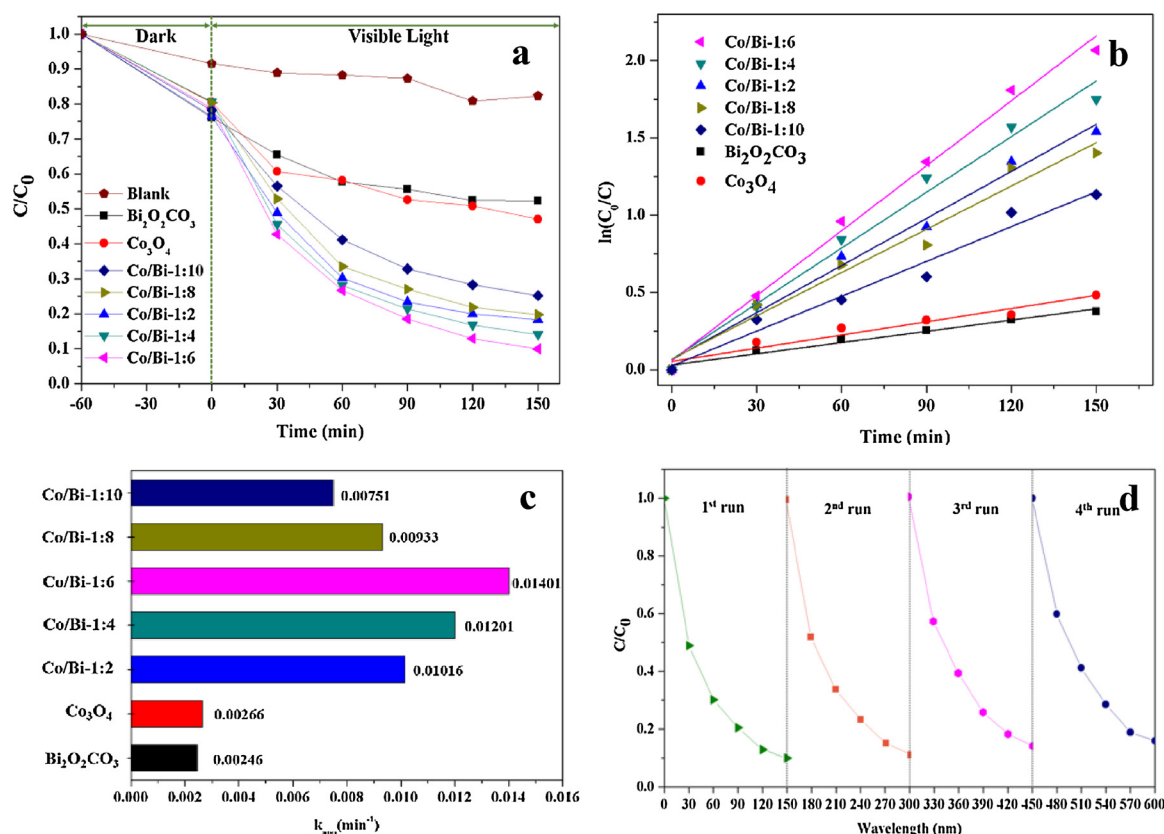 a
Dark
Visible Light
C/C0
1.0
0.9
0.8
0.7
0.6
0.5
0.4
0.3
0.2
0.1
0.0
Blank
Bi2O2CO3
Co3O4
Co/Bi-1:10
Co/Bi-1:8
Co/Bi-1:2
Co/Bi-1:4
Co/Bi-1:6
-60 -30 0 30 60 90 120 150
Time (min)
b
ln(C0/C)
2.0
1.5
1.0
0.5
0.0
Co/Bi-1:6
Co/Bi-1:4
Co/Bi-1:2
Co/Bi-1:8
Co/Bi-1:10
Bi2O2CO3
Co3O4
0 30 60 90 120 150
Time (min)
c
Co/Bi-1:10 0.00751
Co/Bi-1:8 0.00933
Cu/Bi-1:6 0.01401
Co/Bi-1:4 0.01201
Co/Bi-1:2 0.01016
Co3O4 0.00266
Bi2O2CO3 0.00246
0.000 0.002 0.004 0.006 0.008 0.010 0.012 0.014 0.016
(min-1)
d
C/C0
1.0
0.8
0.6
0.4
0.2
0.0
1st run
2nd run
3rd run
4th run
0 30 60 90 120 150 180 210 240 270 300 330 360 390 420 450 480 510 540 570 600
Wavelength (nm)